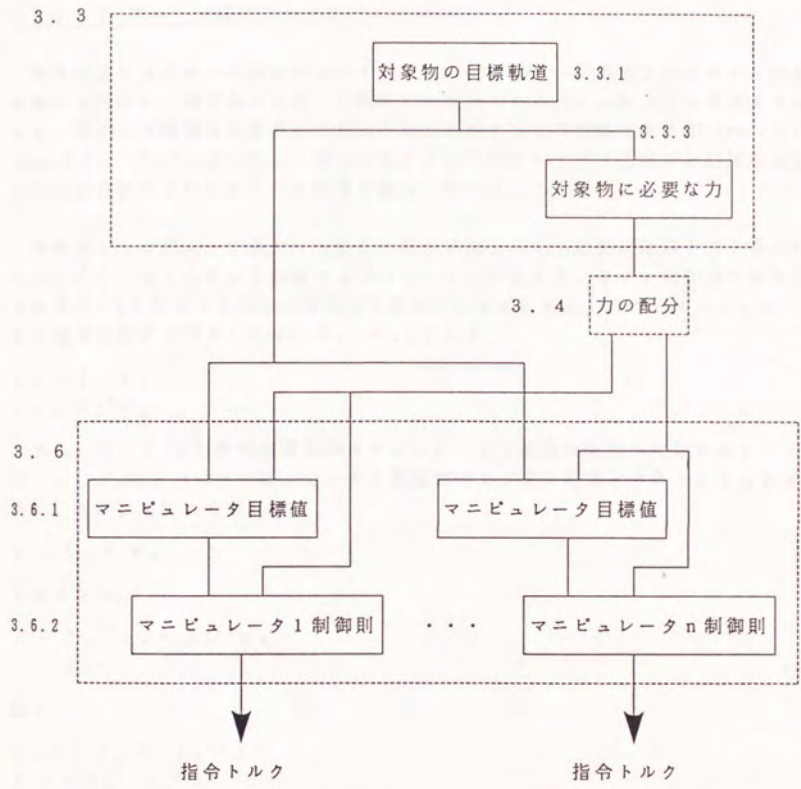 3.3
対象物の目標軌道 3.3.1
3.3.2
対象物に必要な力
3.4 力の配分
3.6
3.6.1 マニピュレータ目標値 マニピュレータ目標値
3.6.2 マニピュレータ1制御則 ・・・ マニピュレータn制御則
指令トルク 指令トルク